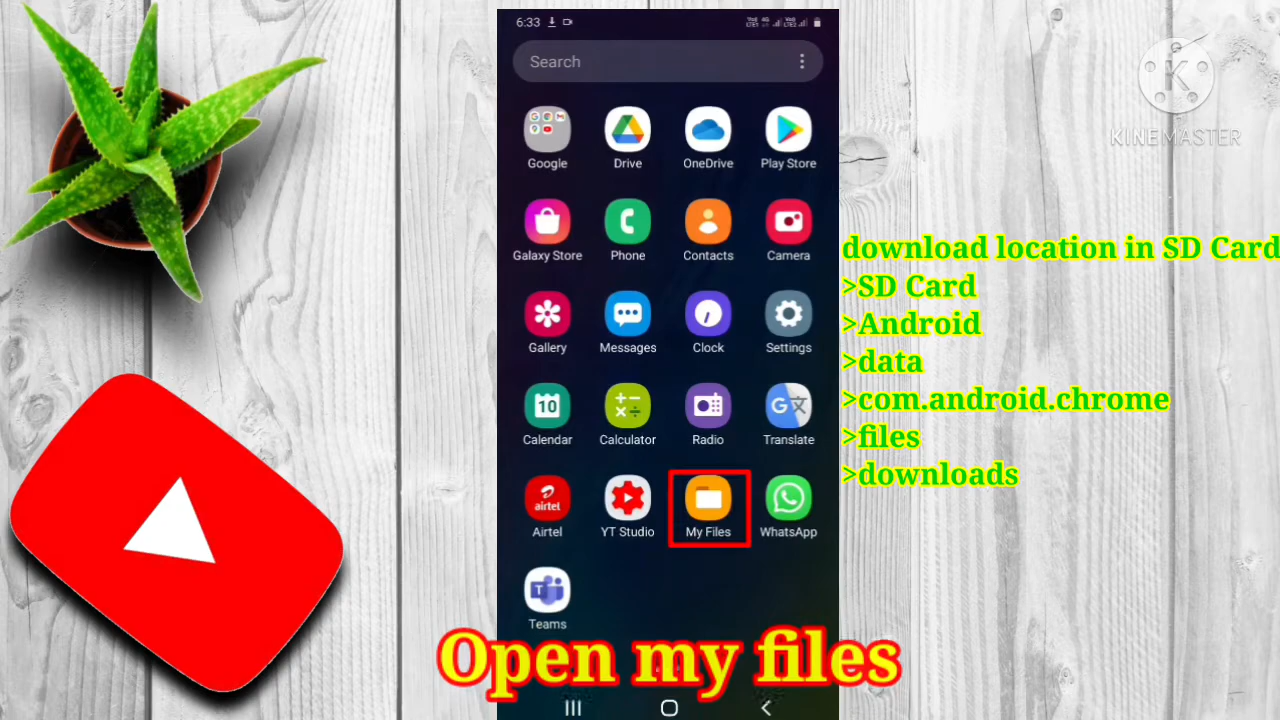 6:33
Search
Google
Drive
OneDrive
Play Store
Galaxy Store
Phone
Contacts
Camera
Gallery
Messages
Clock
Settings
10
Calendar
Calculator
Radio
Translate
airtel
Airtel
YT Studio
My Files
WhatsApp
Teams
Open my files
K
KINEMASTER
download location in SD Card
>SD Card
>Android
>data
>com.android.chrome
>files
>downloads